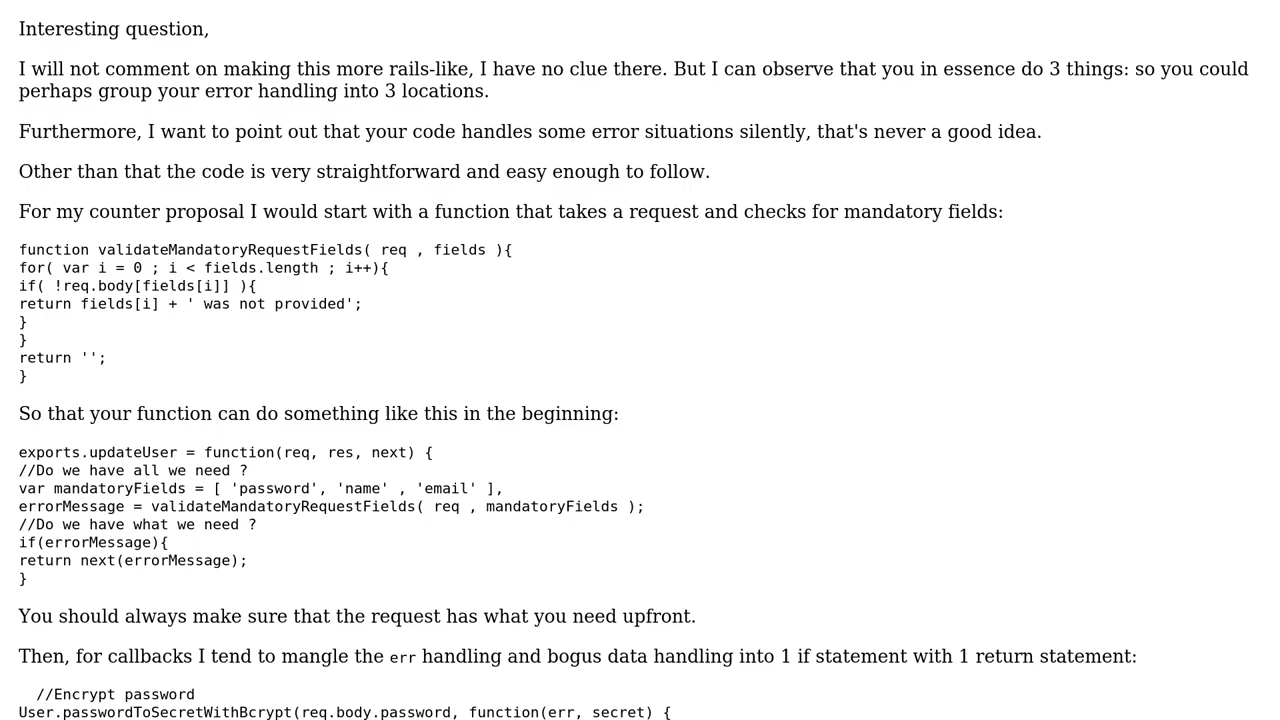 Interesting question,
I will not comment on making this more rails-like, I have no clue there. But I can observe that you in essence do 3 things: so you could
perhaps group your error handling into 3 locations.
Furthermore, I want to point out that your code handles some error situations silently, that's never a good idea.
Other than that the code is very straightforward and easy enough to follow.
For my counter proposal I would start with a function that takes a request and checks for mandatory fields:
function validateMandatoryRequestFields( req , fields ){
for( var i = 0 ; i < fields.length ; i++){
if( !req.body[fields[i]] ){
return fields[i] + ' was not provided';
}
}
return '';
}
So that your function can do something like this in the beginning:
exports.updateUser = function(req, res, next) {
//Do we have all we need ?
var mandatoryFields = [ 'password', 'name' , 'email' ],
errorMessage = validateMandatoryRequestFields( req , mandatoryFields );
//Do we have what we need ?
if(errorMessage){
return next(errorMessage);
}
You should always make sure that the request has what you need upfront.
Then, for callbacks I tend to mangle the err handling and bogus data handling into 1 if statement with 1 return statement:
//Encrypt password
User.passwordToSecretWithBcrypt(req.body.password, function(err, secret) {